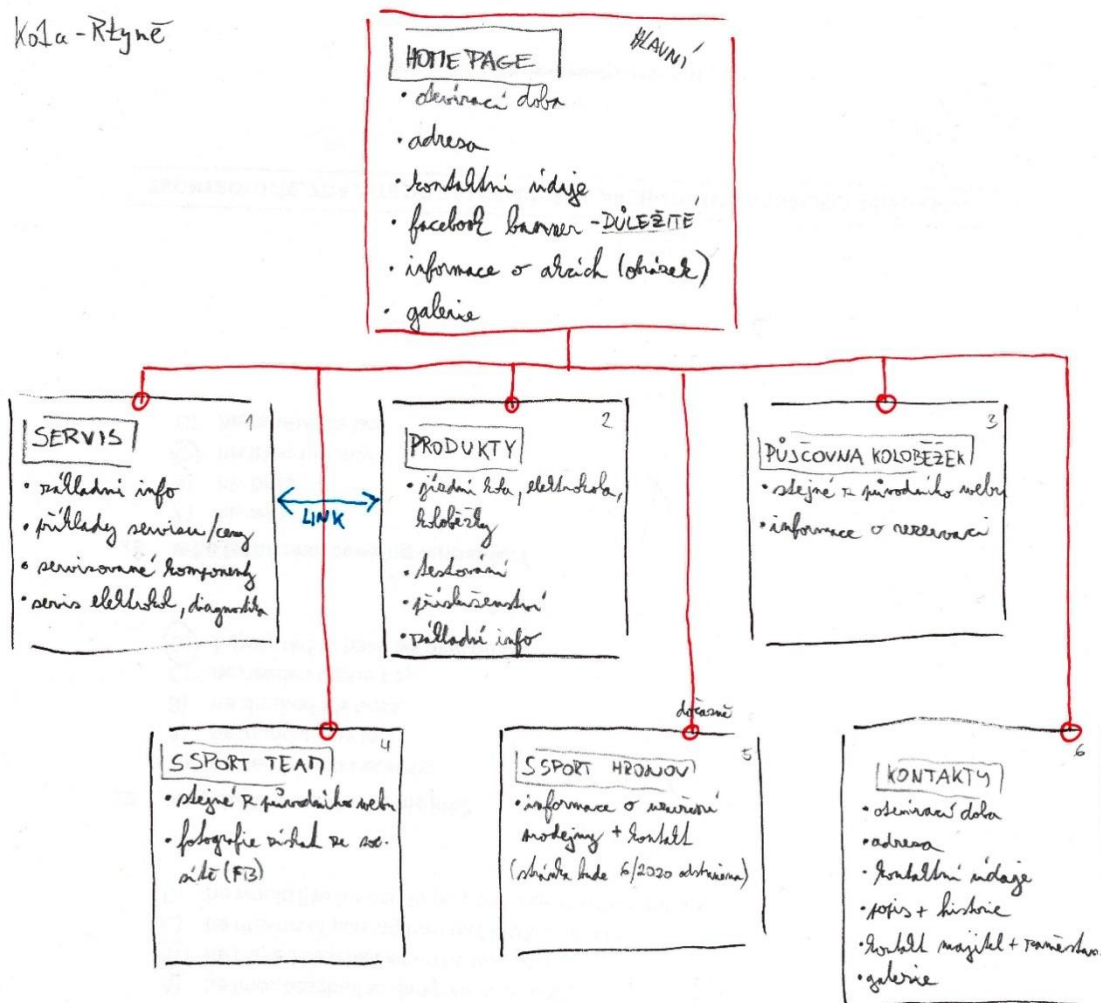 Kola-Rtyně
HLAVNÍ
HOMEPAGE
• otevírací doba
• adresa
• kontaktní údaje
• facebook banner - DŮLEŽITÉ
• informace o akcích (obrázek)
• galerie
1
SERVIS
• základní info
• příklady servisu/ceny
• servisované komponenty
• servis elektrokol, diagnostika
LINK
2
PRODUKTY
• jízdní kola, elektrokola,
koloběžky
• testování
• příslušenství
• základní info
3
PŮJČOVNA KOLOBĚŽEK
• stejné z původního webu
• informace o rezervaci
4
SSPORT TEAM
• stejné z původního webu
• fotografie získat ze soc.
sítě (FB)
dočasně
5
SSPORT HRONOV
• informace o uzavření
prodejny + kontakt
(stránka bude 6/2020 odstraněna)
6
KONTAKTY
• otevírací doba
• adresa
• kontaktní údaje
• popis + historie
• kontakt majitel +
• galerie